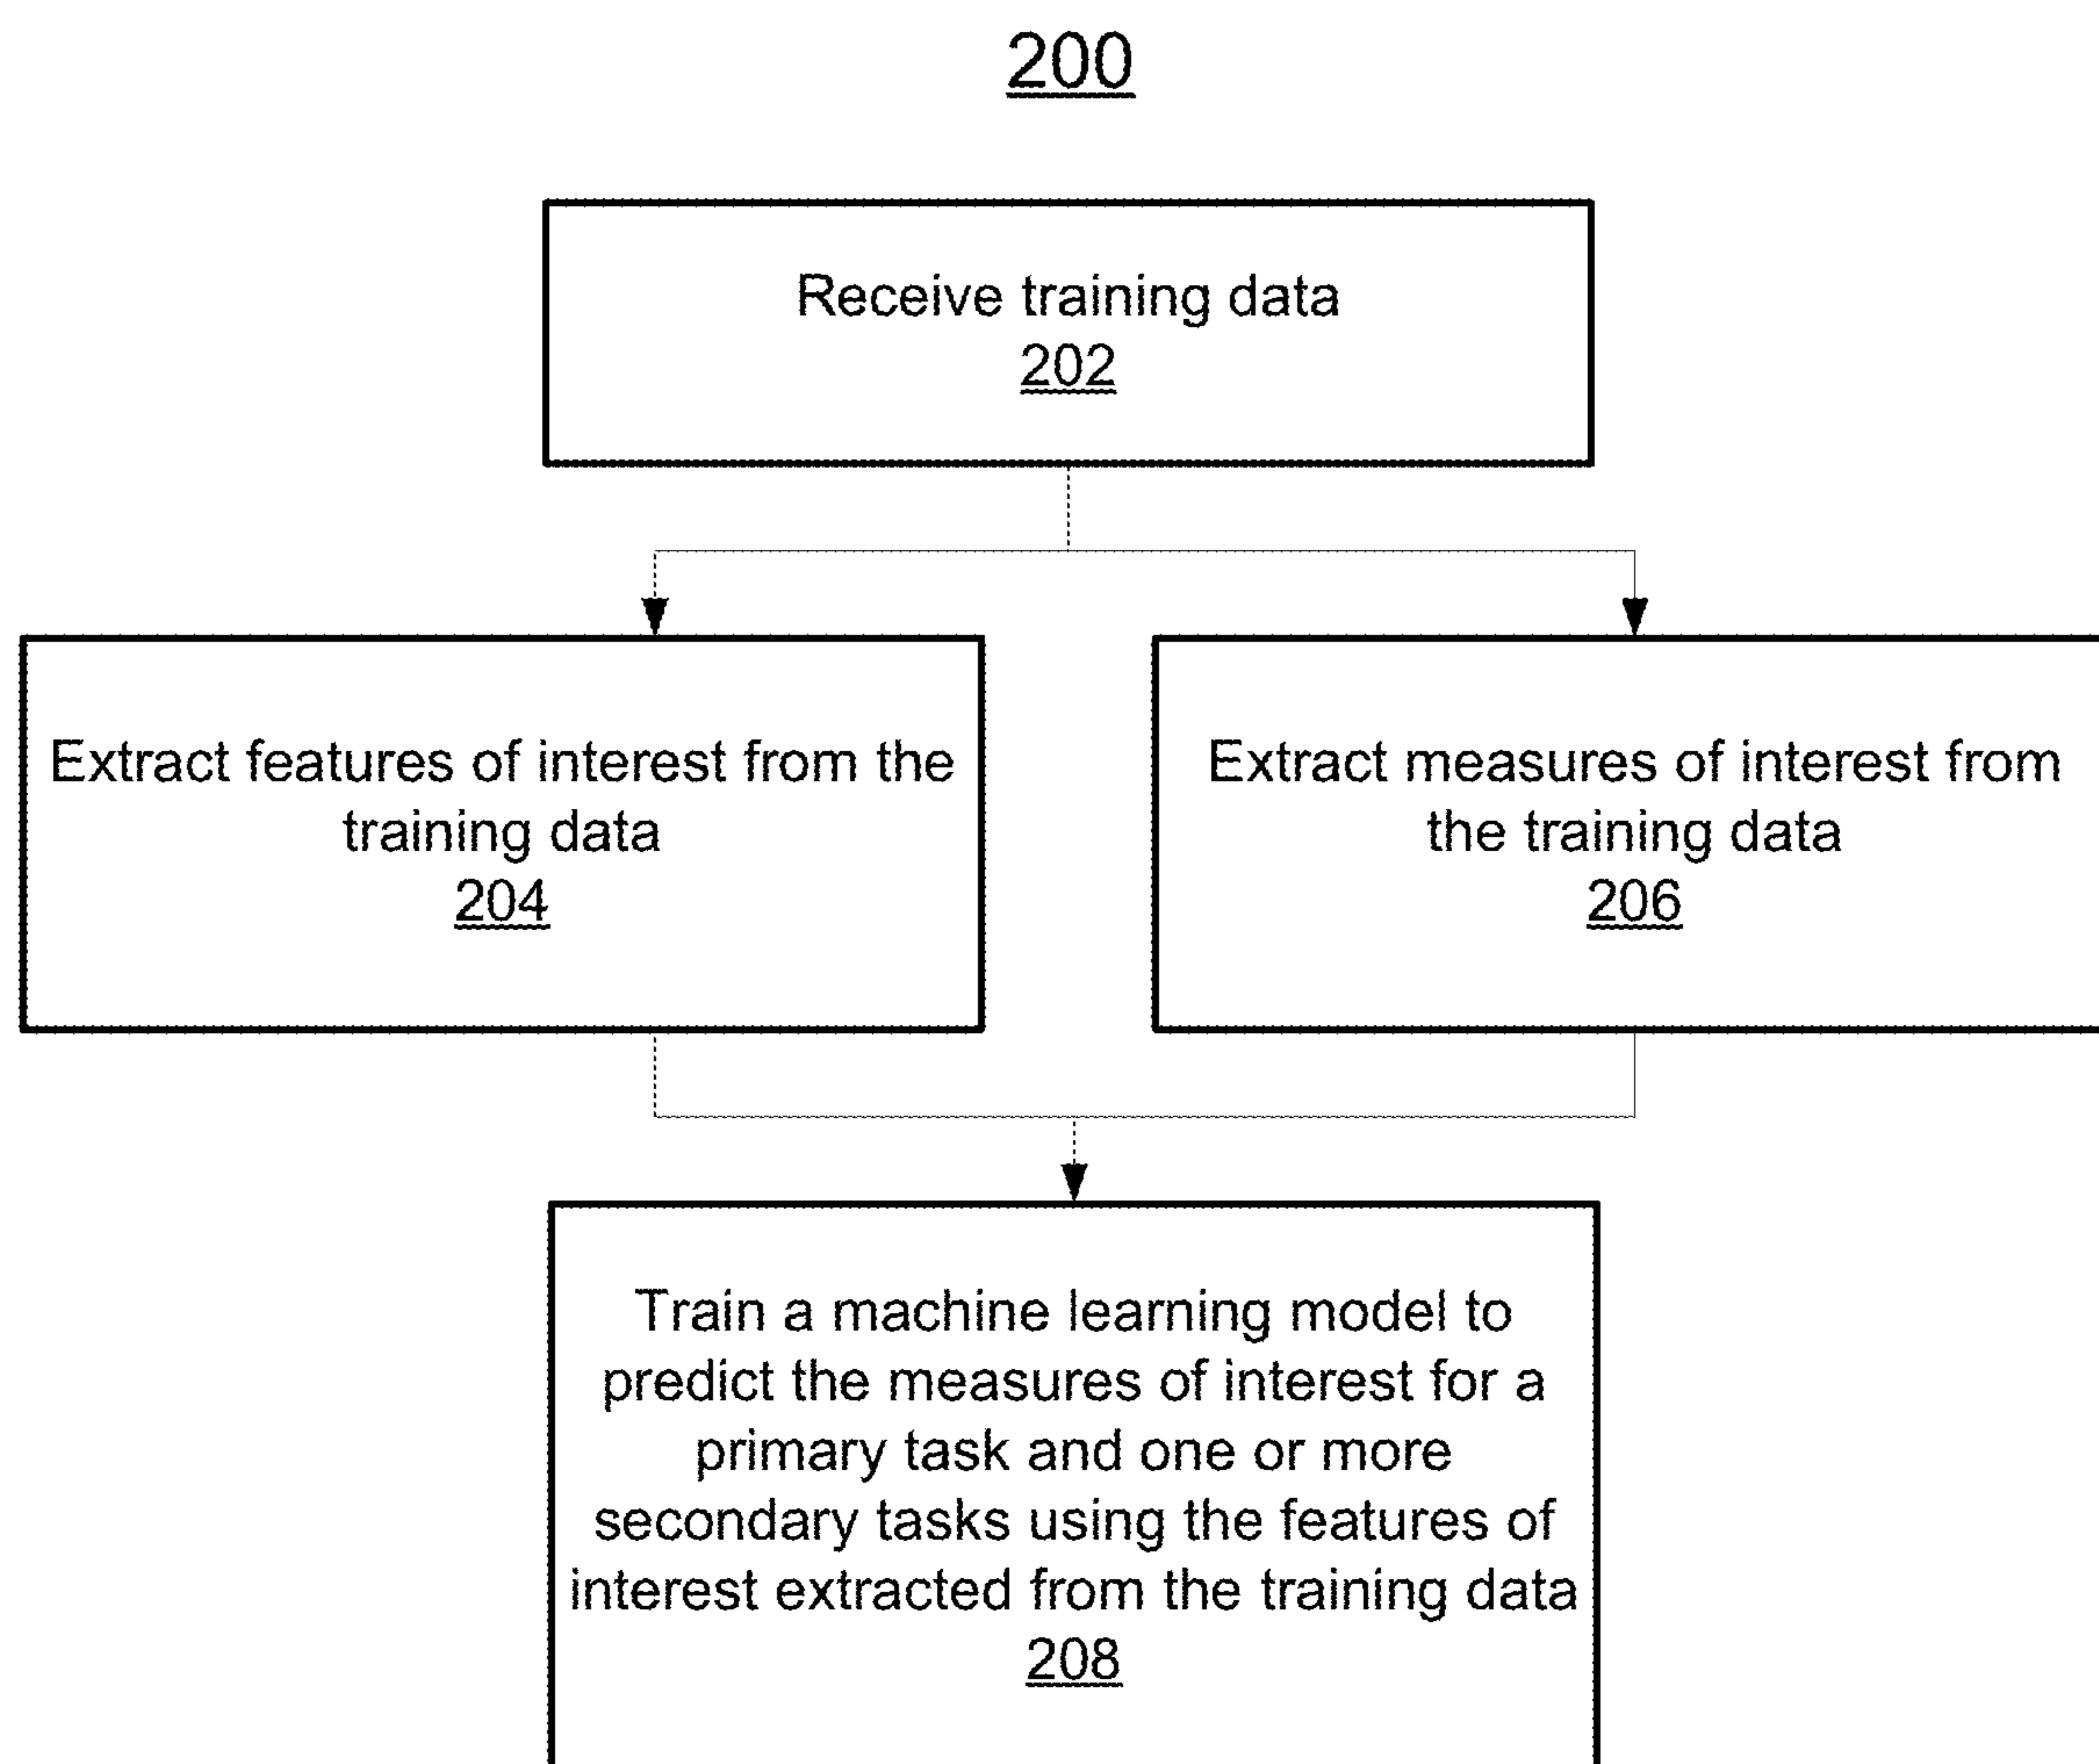 200
Receive training data
202
Extract features of interest from the
training data
204
Extract measures of interest from
the training data
206
Train a machine learning model to
predict the measures of interest for a
primary task and one or more
secondary tasks using the features of
interest extracted from the training data
208